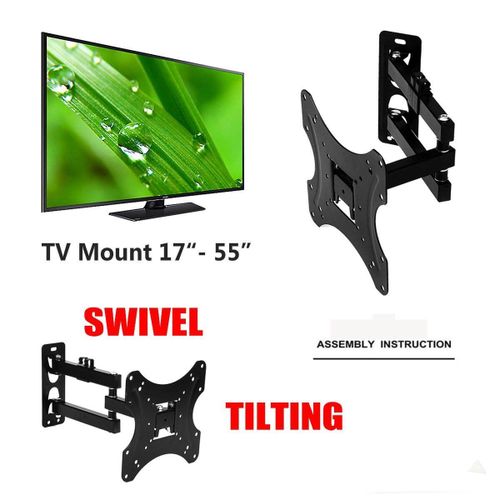 TV Mount 17“- 55”
SWIVEL
ASSEMBLY INSTRUCTION
TILTING